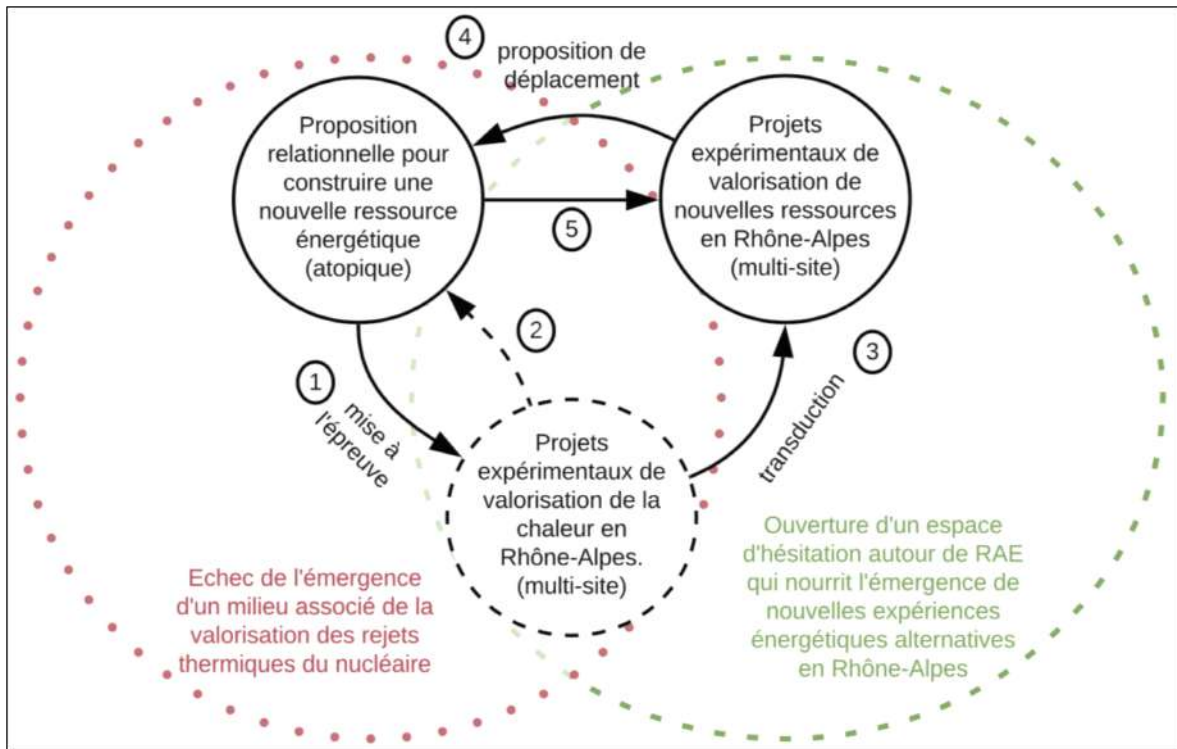 4
proposition de
déplacement
Proposition
relationnelle pour
construire une
nouvelle ressource
énergétique
(atopique)
Projets
expérimentaux de
valorisation de
nouvelles ressources
en Rhône-Alpes
(multi-site)
5
2
1
mise à
l'épreuve
3
transduction
Projets
expérimentaux de
valorisation de la
chaleur en
Rhône-Alpes.
(multi-site)
Echec de l'émergence
d'un milieu associé de la
valorisation des rejets
thermiques du nucléaire
Ouverture d'un espace
d'hésitation autour de RAE
qui nourrit l'émergence de
nouvelles expériences
énergétiques alternatives
en Rhône-Alpes